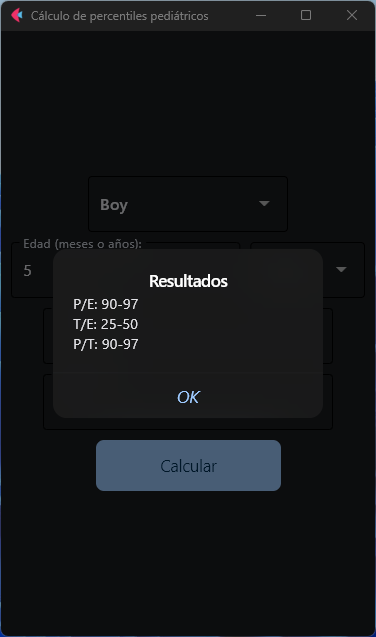 Cálculo de percentiles pediátricos
Boy
Edad (meses o años):
5
Resultados
P/E: 90-97
T/E: 25-50
P/T: 90-97
OK
Calcular